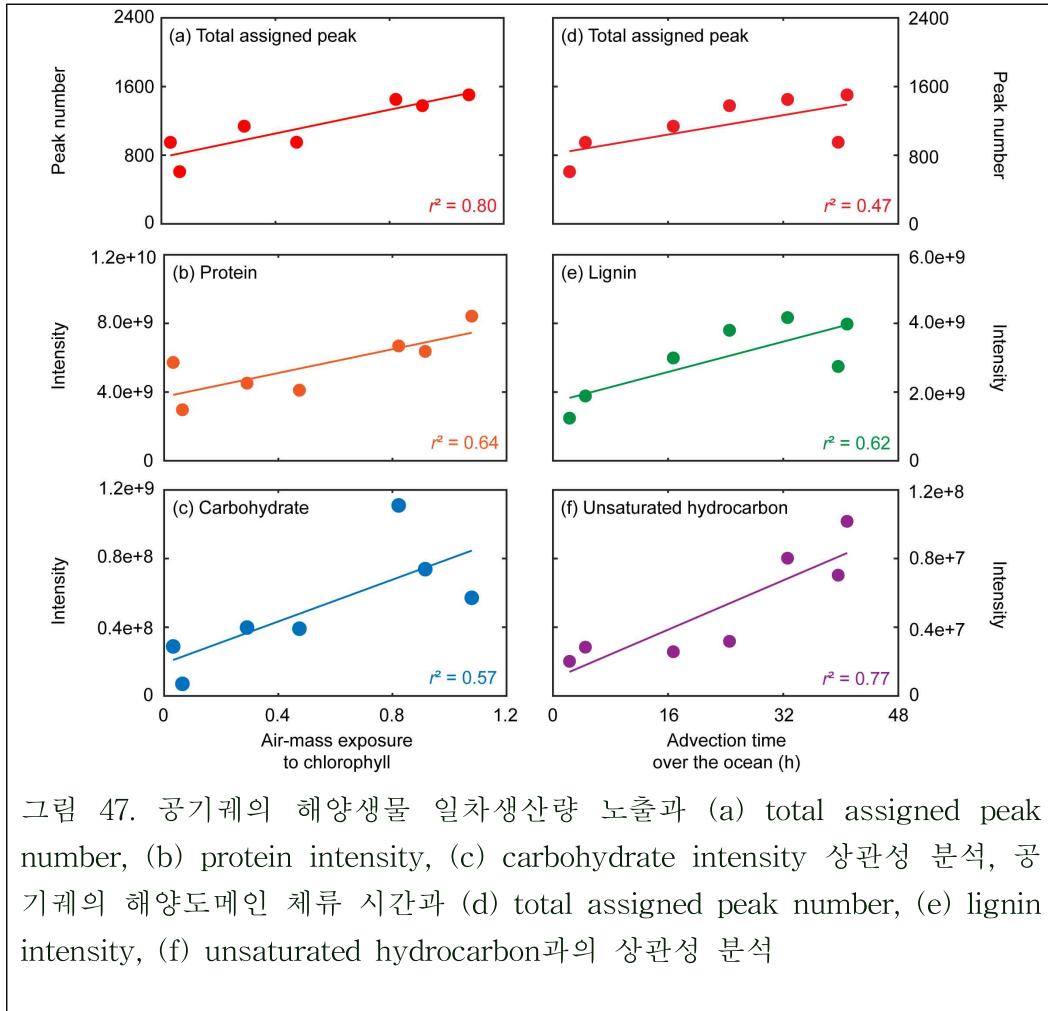 2400
1600
800
0
Peak number
(a) Total assigned peak
r² = 0.80
(d) Total assigned peak
r² = 0.47
2400
1600
800
0
Peak number
1.2e+10
8.0e+9
4.0e+9
0
Intensity
(b) Protein
r² = 0.64
(e) Lignin
r² = 0.62
6.0e+9
4.0e+9
2.0e+9
0
Intensity
1.2e+9
0.8e+8
0.4e+8
0
Intensity
(c) Carbohydrate
r² = 0.57
(f) Unsaturated hydrocarbon
r² = 0.77
1.2e+8
0.8e+7
0.4e+7
0
Intensity
0 0.4 0.8 1.2
Air-mass exposure
to chlorophyll
0 16 32 48
Advection time
over the ocean (h)
그림 47. 공기궤의 해양생물 일차생산량 노출과 (a) total assigned peak
number, (b) protein intensity, (c) carbohydrate intensity 상관성 분석, 공
기궤의 해양도메인 체류 시간과 (d) total assigned peak number, (e) lignin
intensity, (f) unsaturated hydrocarbon과의 상관성 분석